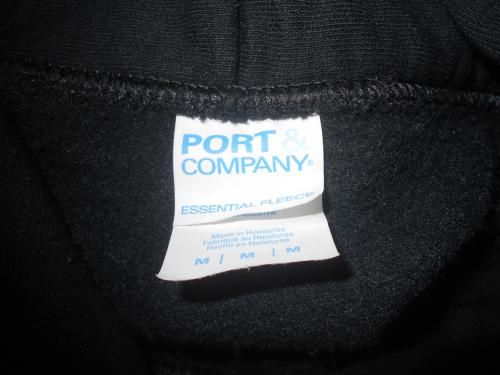 PORT &
COMPANY®
ESSENTIAL FLEECE®
Made in Honduras
Fabriqué au Honduras
Hecho en Honduras
M / M / M